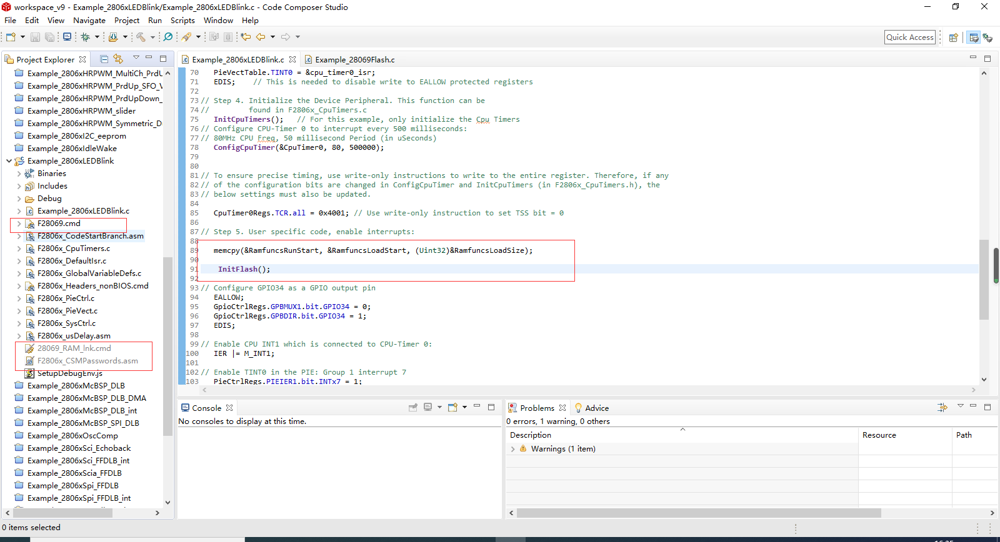 workspace_v9 - Example_2806xLEDBlink/Example_2806xLEDBlink.c - Code Composer Studio
File Edit View Navigate Project Run Scripts Window Help
Quick Access
Project Explorer
Example_2806xHRPWM_MultiCh_PrdU
Example_2806xHRPWM_PrdUp_SFO_V
Example_2806xHRPWM_PrdUpDown_
Example_2806xHRPWM_slider
Example_2806xHRPWM_Symmetric_D
Example_2806xI2C_eeprom
Example_2806xIdleWake
Example_2806xLEDBlink
Binaries
Includes
Debug
Example_2806xLEDBlink.c
F28069.cmd
F2806x_CodeStartBranch.asm
F2806x_CpuTimers.c
F2806x_DefaultIsr.c
F2806x_GlobalVariableDefs.c
F2806x_Headers_nonBIOS.cmd
F2806x_PieCtrl.c
F2806x_PieVect.c
F2806x_SysCtrl.c
F2806x_usDelay.asm
28069_RAM_lnk.cmd
F2806x_CSMPasswords.asm
SetupDebugEnv.js
Example_2806xMcBSP_DLB
Example_2806xMcBSP_DLB_DMA
Example_2806xMcBSP_DLB_int
Example_2806xMcBSP_SPI_DLB
Example_2806xOscComp
Example_2806xSci_Echoback
Example_2806xSci_FFDLB_int
Example_2806xScia_FFDLB
Example_2806xSpi_FFDLB
Example_2806xSpi_FFDLB_int
Example_2806xLEDBlink.c Example_28069Flash.c
70 PieVectTable.TINT0 = &cpu_timer0_isr;
71 EDIS; // This is needed to disable write to EALLOW protected registers
72
73 // Step 4. Initialize the Device Peripheral. This function can be
74 // found in F2806x_CpuTimers.c
75 InitCpuTimers(); // For this example, only initialize the Cpu Timers
76 // Configure CPU-Timer 0 to interrupt every 500 milliseconds:
77 // 80MHz CPU Freq, 50 millisecond Period (in uSeconds)
78 ConfigCpuTimer(&CpuTimer0, 80, 500000);
79
80
81 // To ensure precise timing, use write-only instructions to write to the entire register. Therefore, if any
82 // of the configuration bits are changed in ConfigCpuTimer and InitCpuTimers (in F2806x_CpuTimers.h), the
83 // below settings must also be updated.
84
85 CpuTimer0Regs.TCR.all = 0x4001; // Use write-only instruction to set TSS bit = 0
86
87 // Step 5. User specific code, enable interrupts:
88
89 memcpy(&RamfuncsRunStart, &RamfuncsLoadStart, (Uint32)&RamfuncsLoadSize);
90
91 InitFlash();
92
93 // Configure GPIO34 as a GPIO output pin
94 EALLOW;
95 GpioCtrlRegs.GPBMUX1.bit.GPIO34 = 0;
96 GpioCtrlRegs.GPBDIR.bit.GPIO34 = 1;
97 EDIS;
98
99 // Enable CPU INT1 which is connected to CPU-Timer 0:
100 IER |= M_INT1;
101
102 // Enable TINT0 in the PIE: Group 1 interrupt 7
103 PieCtrlRegs.PIEIER1.bit.INTx7 = 1;
Console
No consoles to display at this time.
Problems Advice
0 errors, 1 warning, 0 others
Description Resource Path
Warnings (1 item)
0 items selected